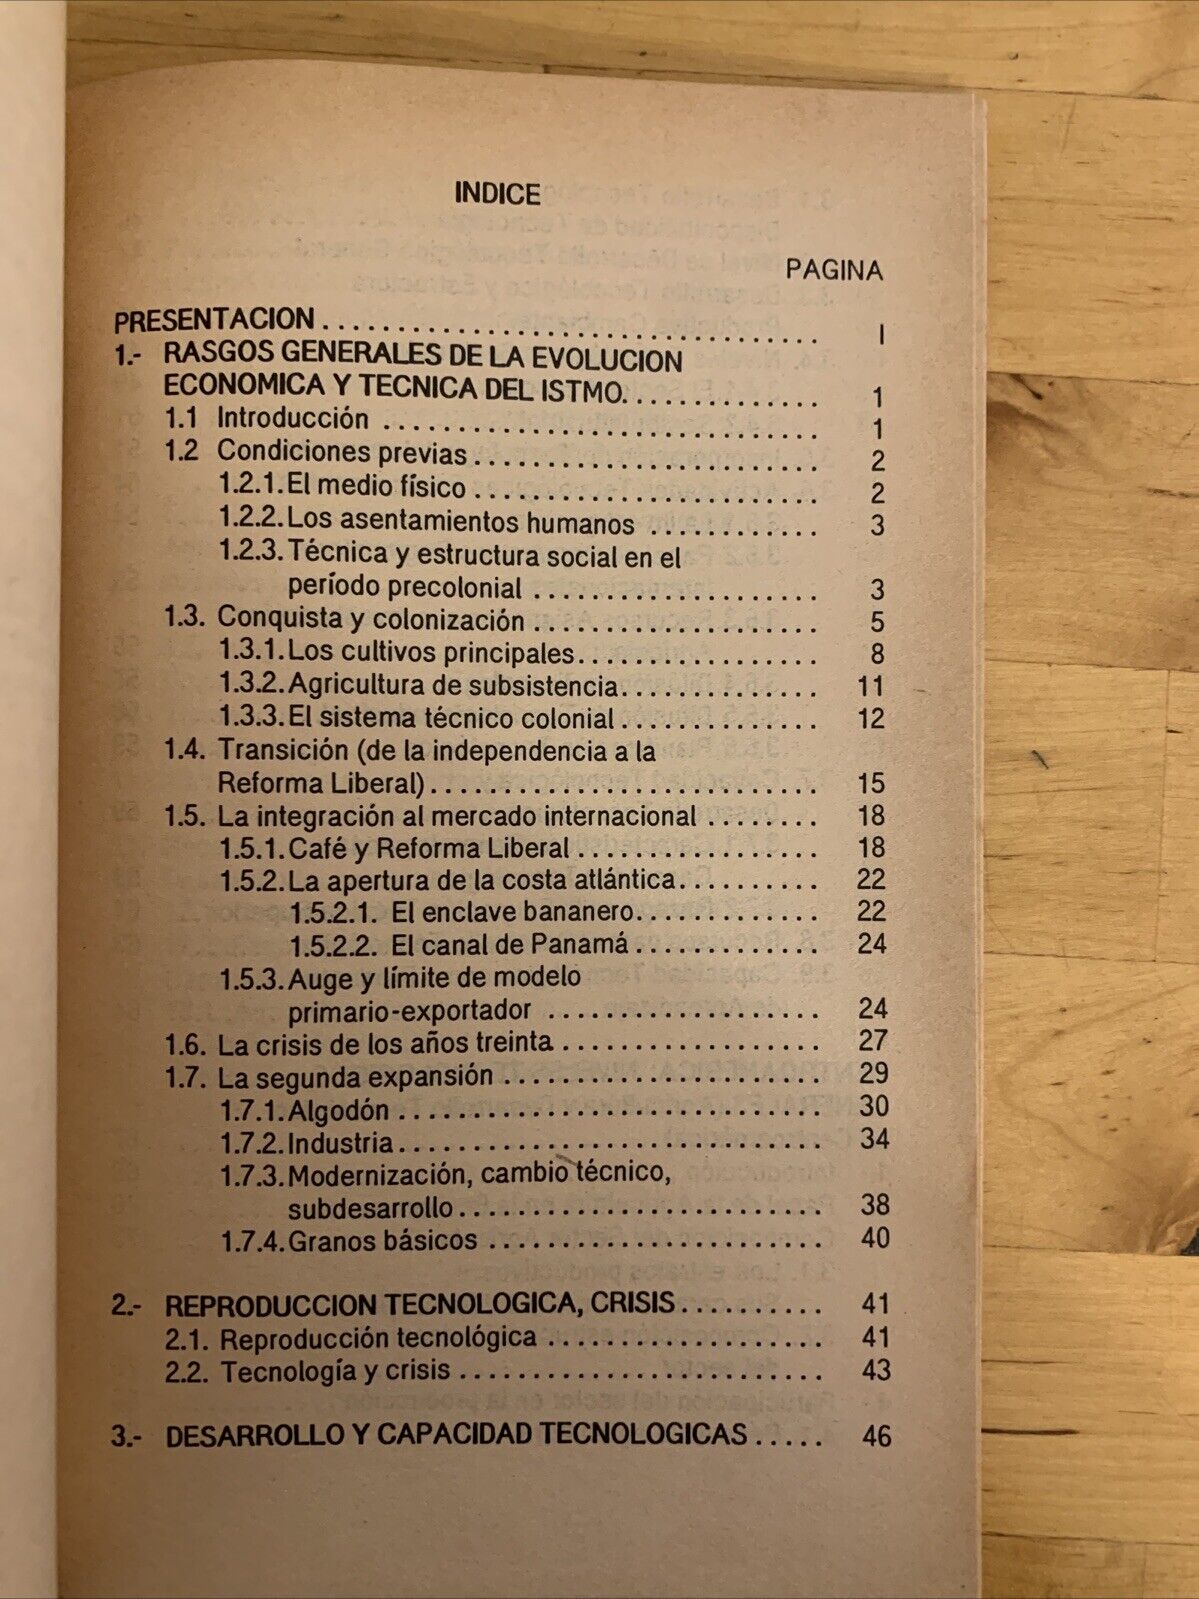 INDICE
PAGINA
PRESENTACION .................................. I
1.- RASGOS GENERALES DE LA EVOLUCION
ECONOMICA Y TECNICA DEL ISTMO............. 1
1.1 Introducción ............................. 1
1.2 Condiciones previas ....................... 2
1.2.1. El medio físico ....................... 2
1.2.2. Los asentamientos humanos ........... 3
1.2.3. Técnica y estructura social en el
período precolonial ................... 3
1.3. Conquista y colonización ................... 5
1.3.1. Los cultivos principales............... 8
1.3.2. Agricultura de subsistencia............. 11
1.3.3. El sistema técnico colonial ............. 12
1.4. Transición (de la independencia a la
Reforma Liberal).......................... 15
1.5. La integración al mercado internacional ........ 18
1.5.1. Café y Reforma Liberal ................ 18
1.5.2. La apertura de la costa atlántica.......... 22
1.5.2.1. El enclave bananero............ 22
1.5.2.2. El canal de Panamá............ 24
1.5.3. Auge y límite de modelo
primario-exportador .................. 24
1.6. La crisis de los años treinta ................. 27
1.7. La segunda expansión ..................... 29
1.7.1. Algodón ............................ 30
1.7.2. Industria ............................ 34
1.7.3. Modernización, cambio técnico,
subdesarrollo ........................ 38
1.7.4. Granos básicos ...................... 40
2.- REPRODUCCION TECNOLOGICA, CRISIS.......... 41
2.1. Reproducción tecnológica .................. 41
2.2. Tecnología y crisis ........................ 43
3.- DESARROLLO Y CAPACIDAD TECNOLOGICAS ..... 46